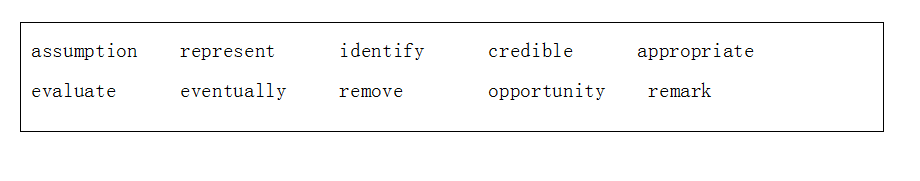 assumption represent identify credible appropriate
evaluate eventually remove opportunity remark